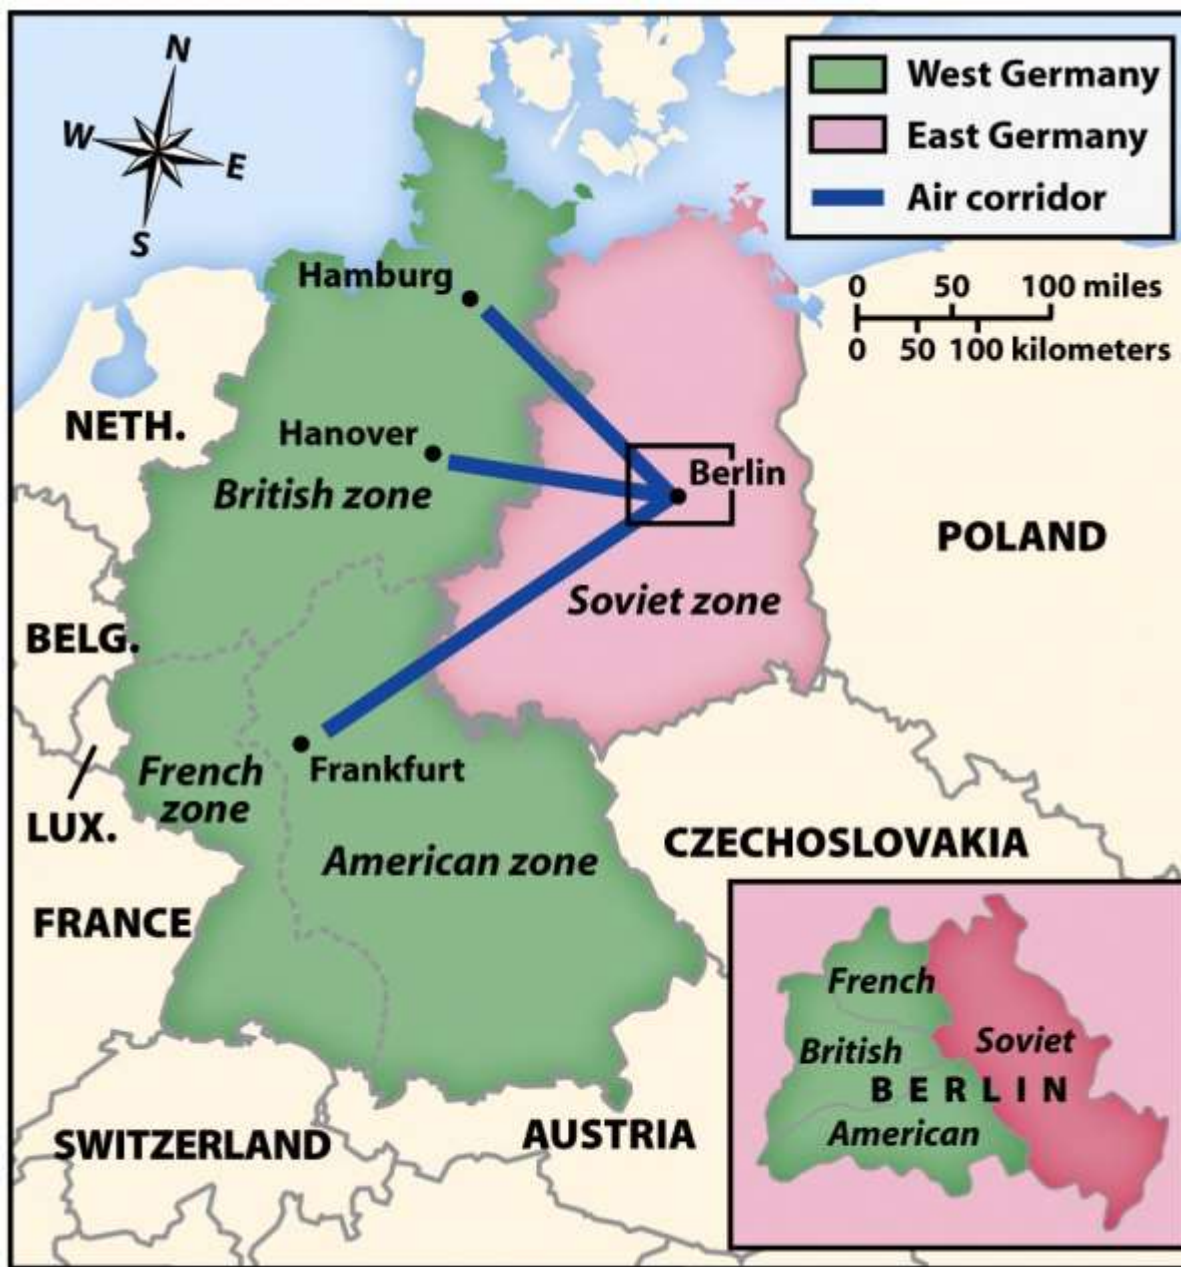 N
W
E
S
West Germany
East Germany
Air corridor
0 50 100 miles
0 50 100 kilometers
Hamburg
NETH.
Hanover
British zone
Berlin
POLAND
Soviet zone
BELG.
French
zone
Frankfurt
LUX.
American zone
CZECHOSLOVAKIA
FRANCE
French
British
Soviet
BERLIN
American
SWITZERLAND
AUSTRIA